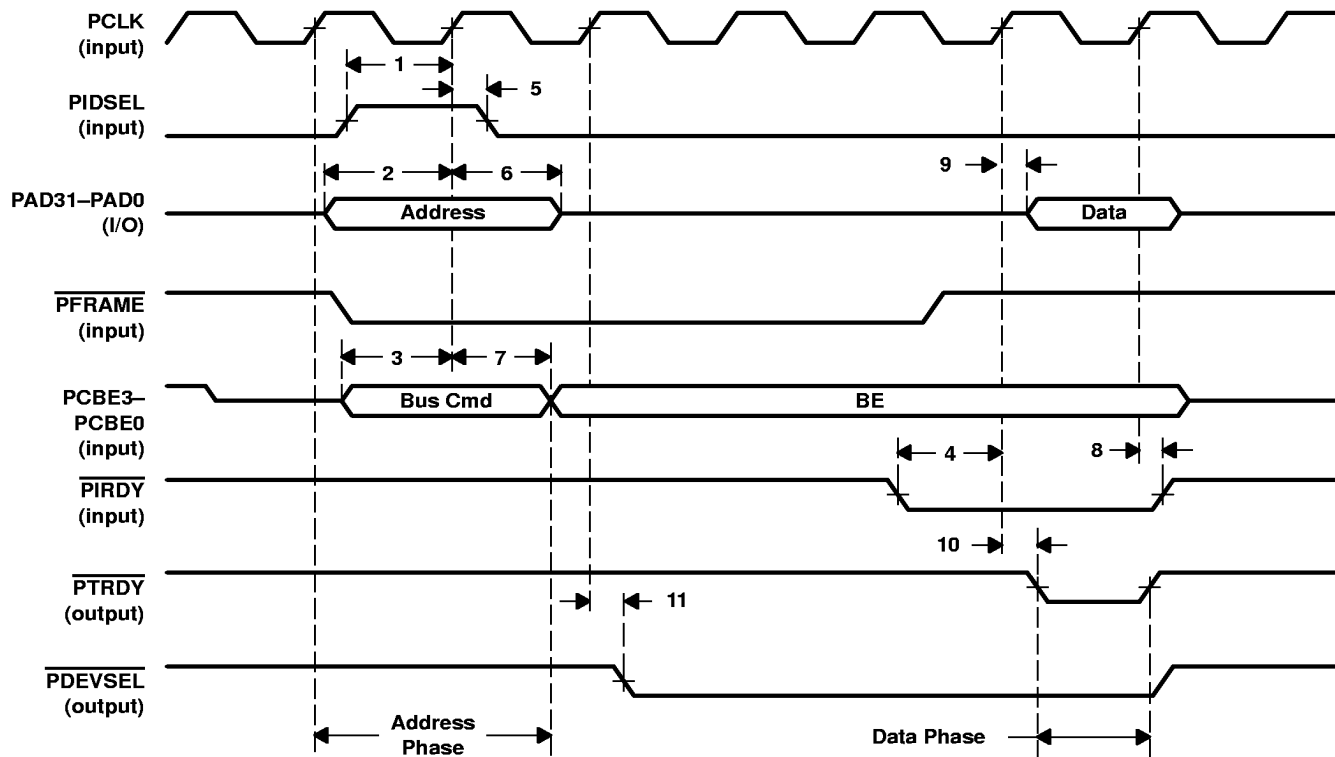 PCLK
(input)
1
5
PIDSEL
(input)
9
2
6
PAD31–PAD0
(I/O)
Address
Data
PFRAME
(input)
3
7
PCBE3–
PCBE0
(input)
Bus Cmd
BE
4
8
PIRDY
(input)
10
PTRDY
(output)
11
PDEVSEL
(output)
Address
Phase
Data Phase